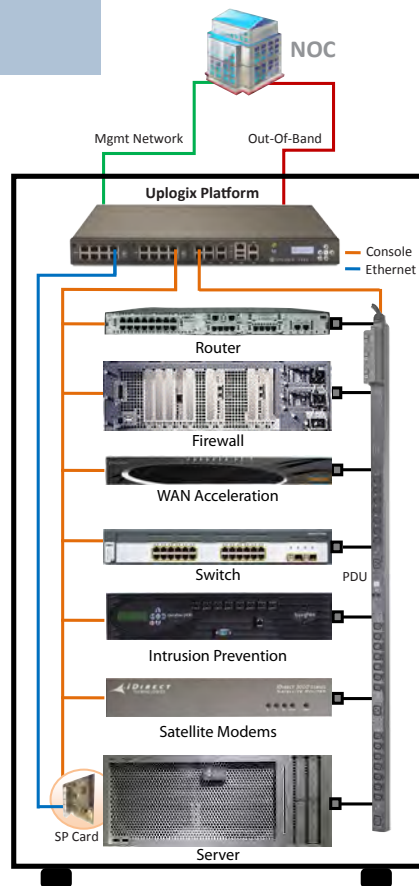 NOC
Mgmt Network
Out-Of-Band
Uplogix Platform
Console
Ethernet
Router
Firewall
WAN Acceleration
Switch
PDU
Intrusion Prevention
iDIRECT
Satellite Modems
SP Card
Server